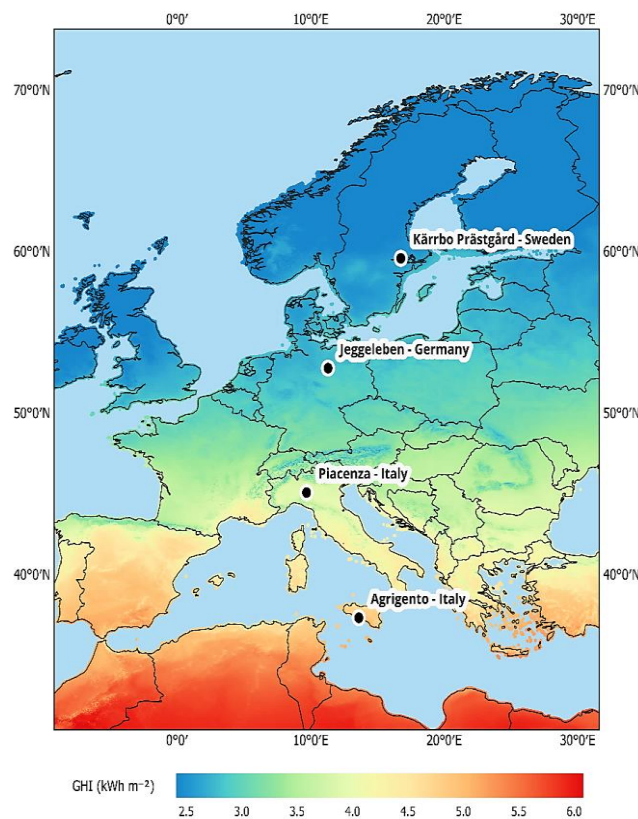 0°0′ 10°0′E 20°0′E 30°0′E
70°0′N 70°0′N
Kärrbo Prästgård - Sweden
60°0′N 60°0′N
Jeggeleben - Germany
50°0′N 50°0′N
Piacenza - Italy
40°0′N 40°0′N
Agrigento - Italy
0°0′ 10°0′E 20°0′E 30°0′E
GHI (kWh m⁻²)
2.5 3.0 3.5 4.0 4.5 5.0 5.5 6.0